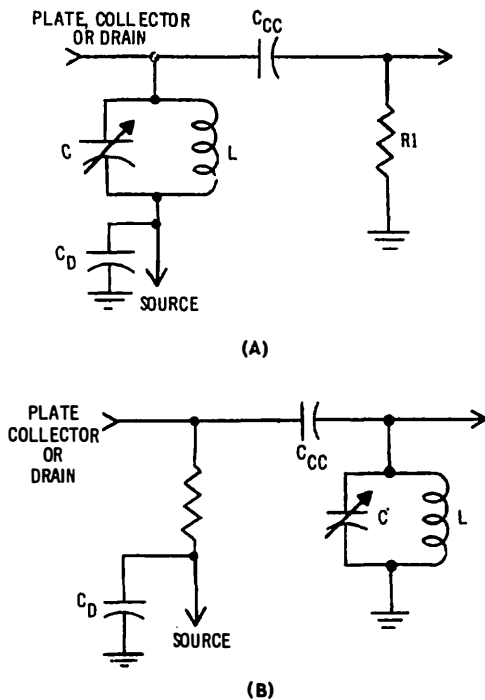 PLATE, COLLECTOR
OR DRAIN
CCC
C
L
R1
CD
SOURCE
(A)
PLATE
COLLECTOR
OR
DRAIN
CCC
C
L
CD
SOURCE
(B)